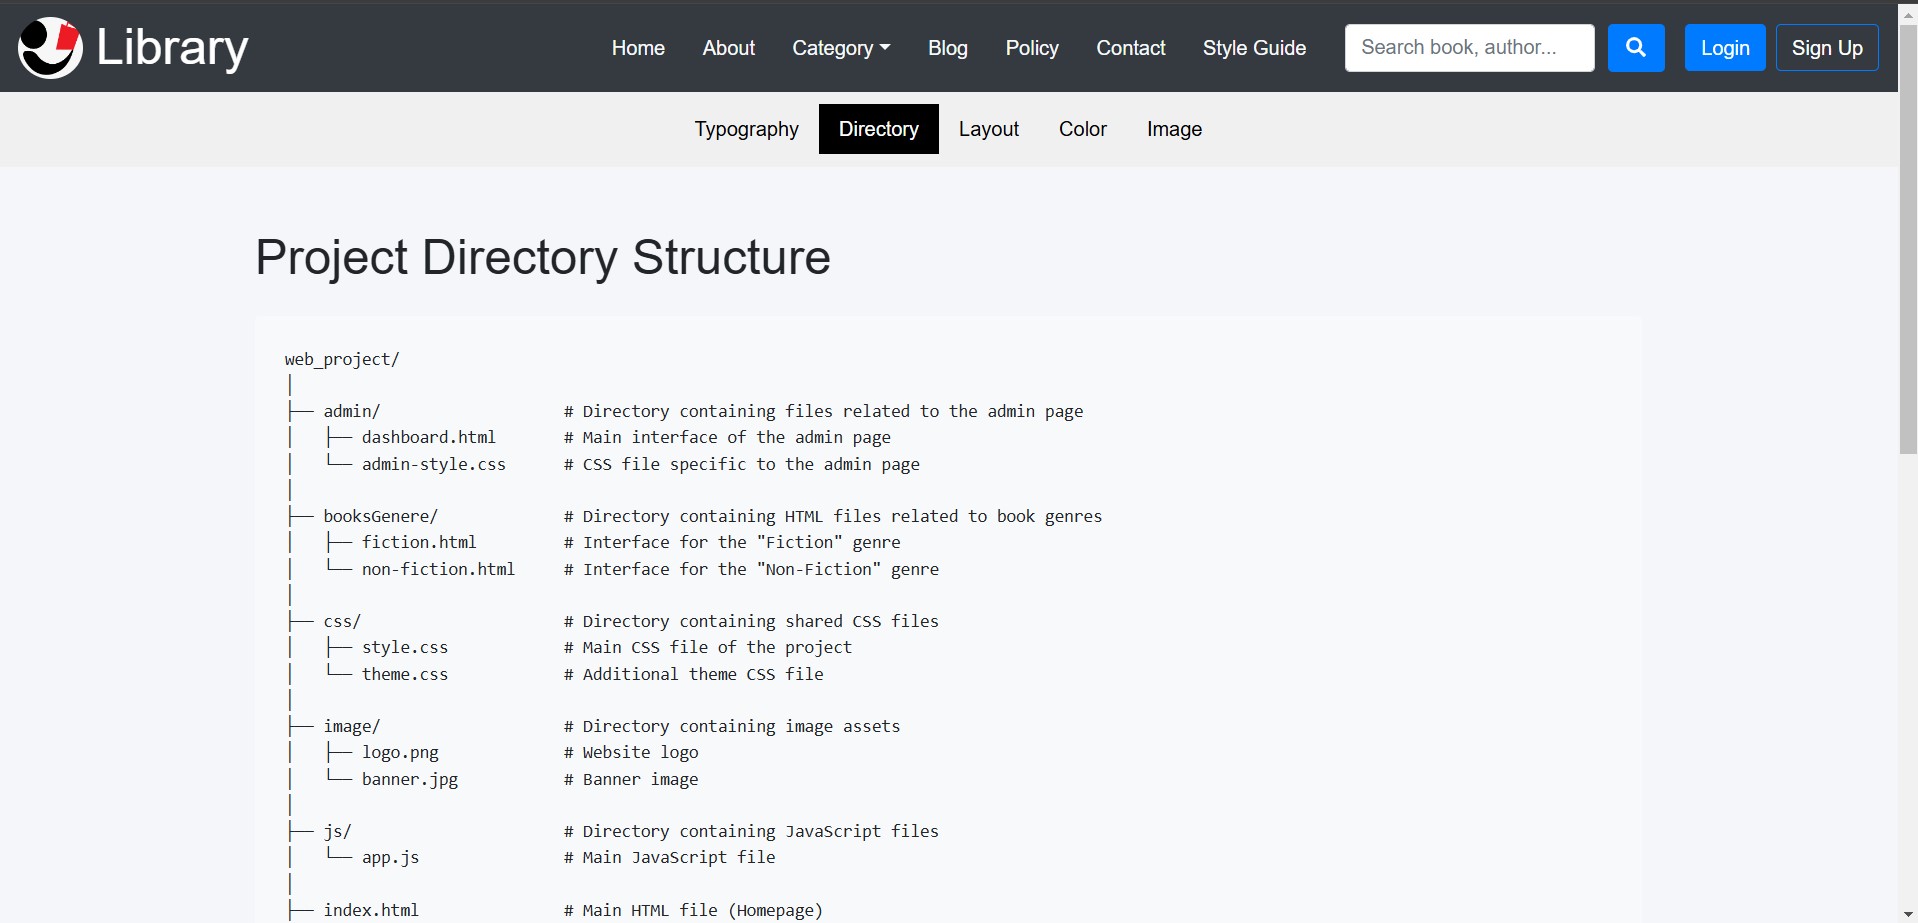 Library Home About Category Blog Policy Contact Style Guide Search book, author... Login Sign Up
Typography Directory Layout Color Image
Project Directory Structure
web_project/
│
├── admin/ # Directory containing files related to the admin page
│ ├── dashboard.html # Main interface of the admin page
│ └── admin-style.css # CSS file specific to the admin page
│
├── booksGenere/ # Directory containing HTML files related to book genres
│ ├── fiction.html # Interface for the "Fiction" genre
│ └── non-fiction.html # Interface for the "Non-Fiction" genre
│
├── css/ # Directory containing shared CSS files
│ ├── style.css # Main CSS file of the project
│ └── theme.css # Additional theme CSS file
│
├── image/ # Directory containing image assets
│ ├── logo.png # Website logo
│ └── banner.jpg # Banner image
│
├── js/ # Directory containing JavaScript files
│ └── app.js # Main JavaScript file
│
├── index.html # Main HTML file (Homepage)